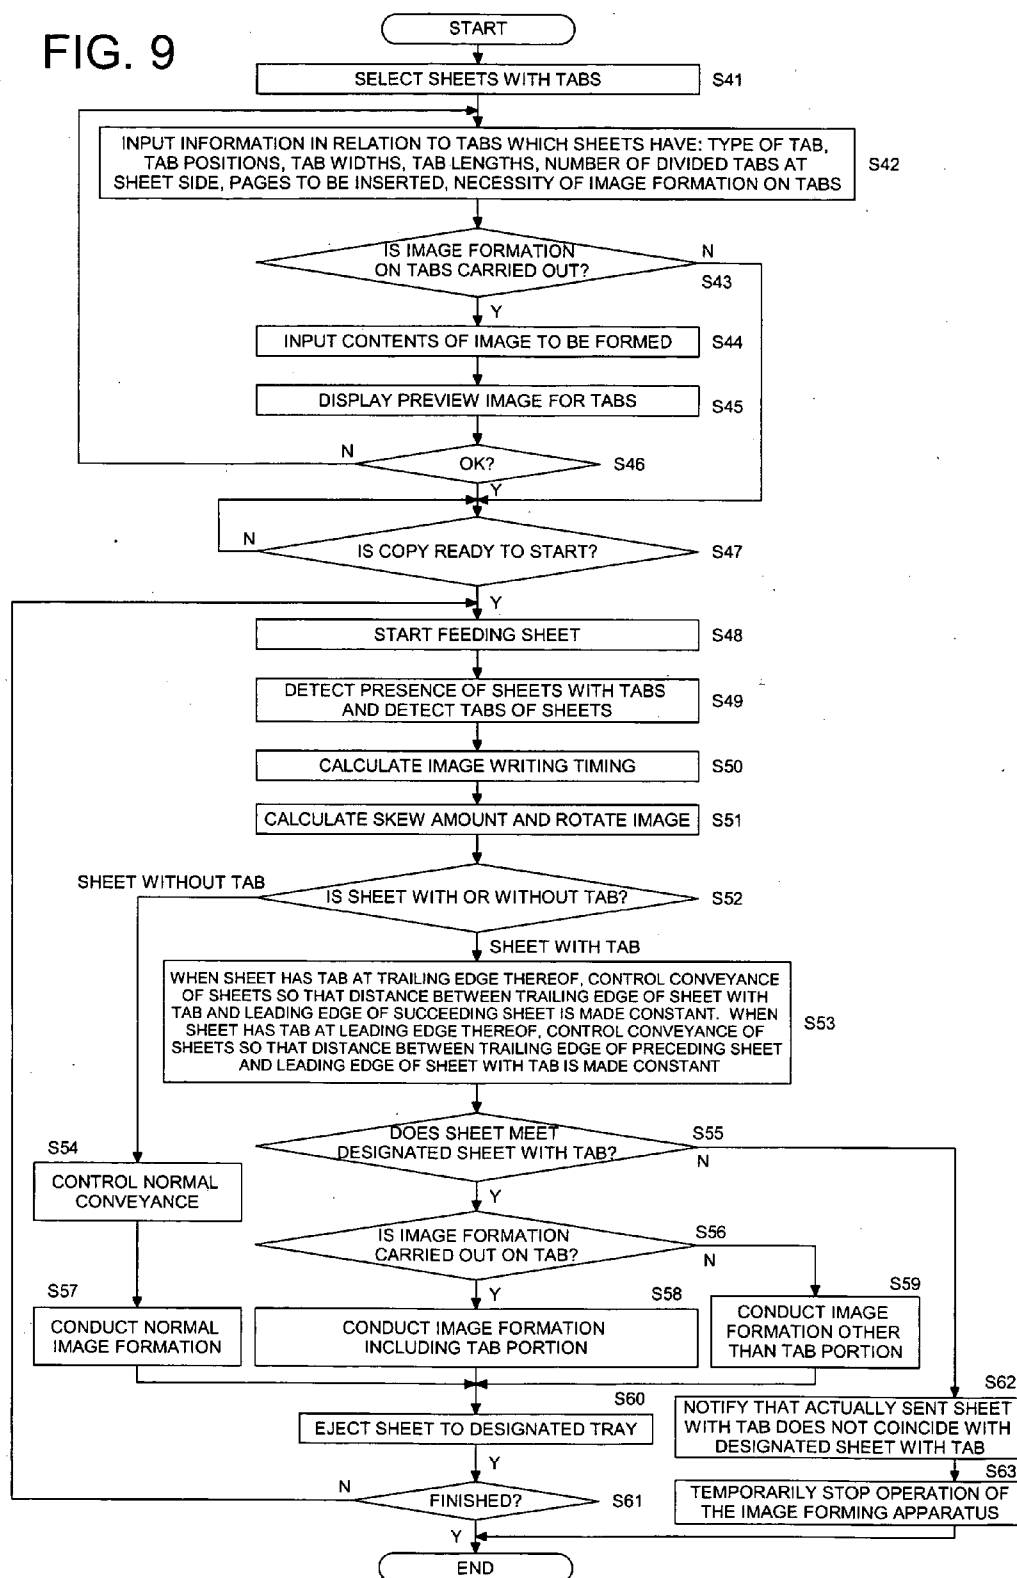 FIG. 9
START
SELECT SHEETS WITH TABS
S41
INPUT INFORMATION IN RELATION TO TABS WHICH SHEETS HAVE: TYPE OF TAB,
TAB POSITIONS, TAB WIDTHS, TAB LENGTHS, NUMBER OF DIVIDED TABS AT
SHEET SIDE, PAGES TO BE INSERTED, NECESSITY OF IMAGE FORMATION ON TABS
S42
IS IMAGE FORMATION
ON TABS CARRIED OUT?
N
S43
Y
INPUT CONTENTS OF IMAGE TO BE FORMED
S44
DISPLAY PREVIEW IMAGE FOR TABS
S45
N
OK?
S46
Y
N
IS COPY READY TO START?
S47
Y
START FEEDING SHEET
S48
DETECT PRESENCE OF SHEETS WITH TABS
AND DETECT TABS OF SHEETS
S49
CALCULATE IMAGE WRITING TIMING
S50
CALCULATE SKEW AMOUNT AND ROTATE IMAGE
S51
SHEET WITHOUT TAB
IS SHEET WITH OR WITHOUT TAB?
S52
SHEET WITH TAB
WHEN SHEET HAS TAB AT TRAILING EDGE THEREOF, CONTROL CONVEYANCE
OF SHEETS SO THAT DISTANCE BETWEEN TRAILING EDGE OF SHEET WITH
TAB AND LEADING EDGE OF SUCCEEDING SHEET IS MADE CONSTANT. WHEN
SHEET HAS TAB AT LEADING EDGE THEREOF, CONTROL CONVEYANCE OF
SHEETS SO THAT DISTANCE BETWEEN TRAILING EDGE OF PRECEDING SHEET
AND LEADING EDGE OF SHEET WITH TAB IS MADE CONSTANT
S53
DOES SHEET MEET
DESIGNATED SHEET WITH TAB?
S55
N
Y
S54
CONTROL NORMAL
CONVEYANCE
IS IMAGE FORMATION
CARRIED OUT ON TAB?
S56
N
Y
S57
CONDUCT NORMAL
IMAGE FORMATION
S58
CONDUCT IMAGE FORMATION
INCLUDING TAB PORTION
S59
CONDUCT IMAGE
FORMATION OTHER
THAN TAB PORTION
S60
EJECT SHEET TO DESIGNATED TRAY
Y
S62
NOTIFY THAT ACTUALLY SENT SHEET
WITH TAB DOES NOT COINCIDE WITH
DESIGNATED SHEET WITH TAB
N
FINISHED?
S61
Y
S63
TEMPORARILY STOP OPERATION OF
THE IMAGE FORMING APPARATUS
END